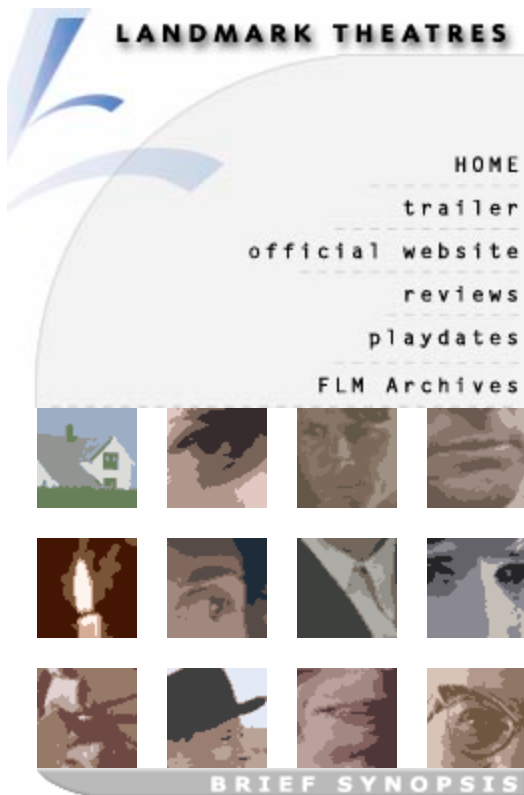 LANDMARK THEATRES
HOME
trailer
official website
reviews
playdates
FLM Archives
BRIEF SYNOPSIS